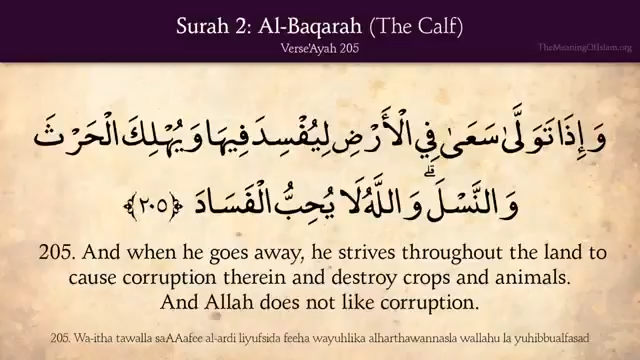 Surah 2: Al-Baqarah (The Calf)
Verse'Ayah 205
TheMeaningOfIslam.org
وَإِذَا تَوَلَّىٰ سَعَىٰ فِي الْأَرْضِ لِيُفْسِدَ فِيهَا وَيُهْلِكَ الْحَرْثَ
وَالنَّسْلَ ۗ وَاللَّهُ لَا يُحِبُّ الْفَسَادَ ﴿٢٠٥﴾
205. And when he goes away, he strives throughout the land to
cause corruption therein and destroy crops and animals.
And Allah does not like corruption.
205. Wa-itha tawalla saAAafee al-ardi liyufsida feeha wayuhlika alharthawannasla wallahu la yuhibbualfasad